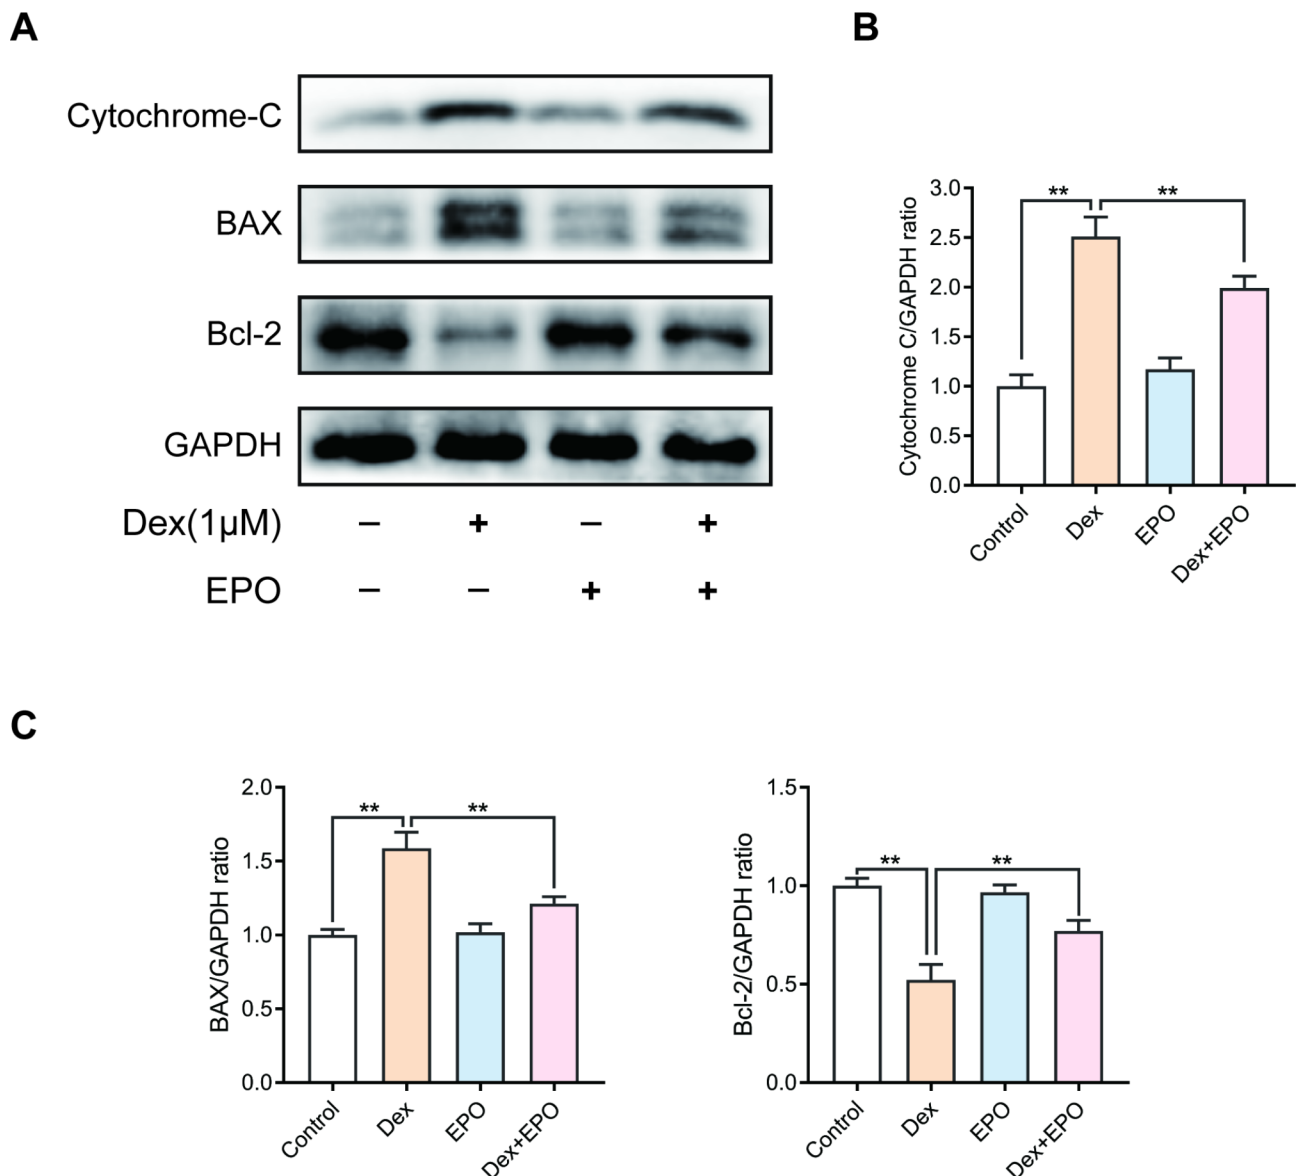 A
Cytochrome-C
BAX
Bcl-2
GAPDH
Dex(1μM) – + – +
EPO – – + +
B
Cytochrome C/GAPDH ratio
3.0
2.5
2.0
1.5
1.0
0.5
0.0
** **
Control Dex EPO Dex+EPO
C
BAX/GAPDH ratio
2.0
1.5
1.0
0.5
0.0
** **
Control Dex EPO Dex+EPO
Bcl-2/GAPDH ratio
1.5
1.0
0.5
0.0
** **
Control Dex EPO Dex+EPO